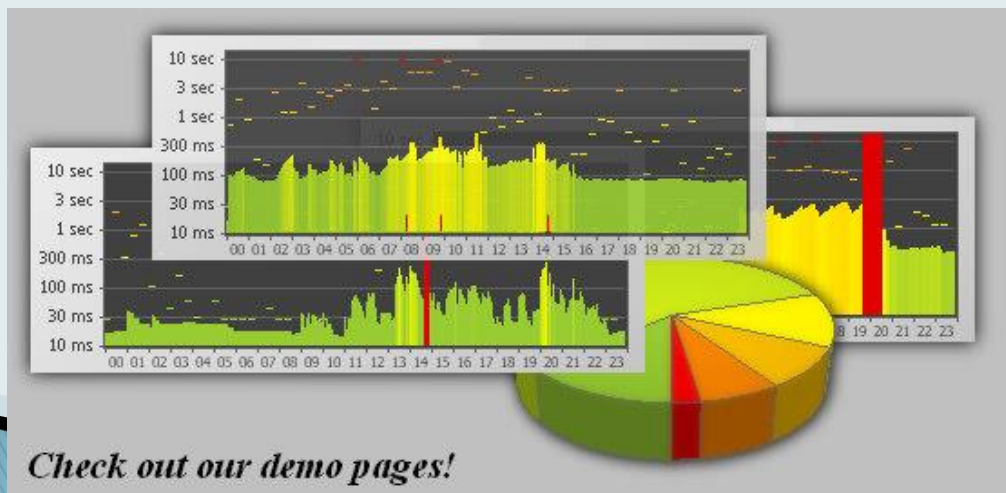 10 sec
3 sec
1 sec
300 ms
100 ms
30 ms
10 ms
00 01 02 03 04 05 06 07 08 09 10 11 12 13 14 15 16 17 18 19 20 21 22 23
10 sec
3 sec
1 sec
300 ms
100 ms
30 ms
10 ms
00 01 02 03 04 05 06 07 08 09 10 11 12 13 14 15 16 17 18 19 20 21 22 23
19 20 21 22 23
Check out our demo pages!